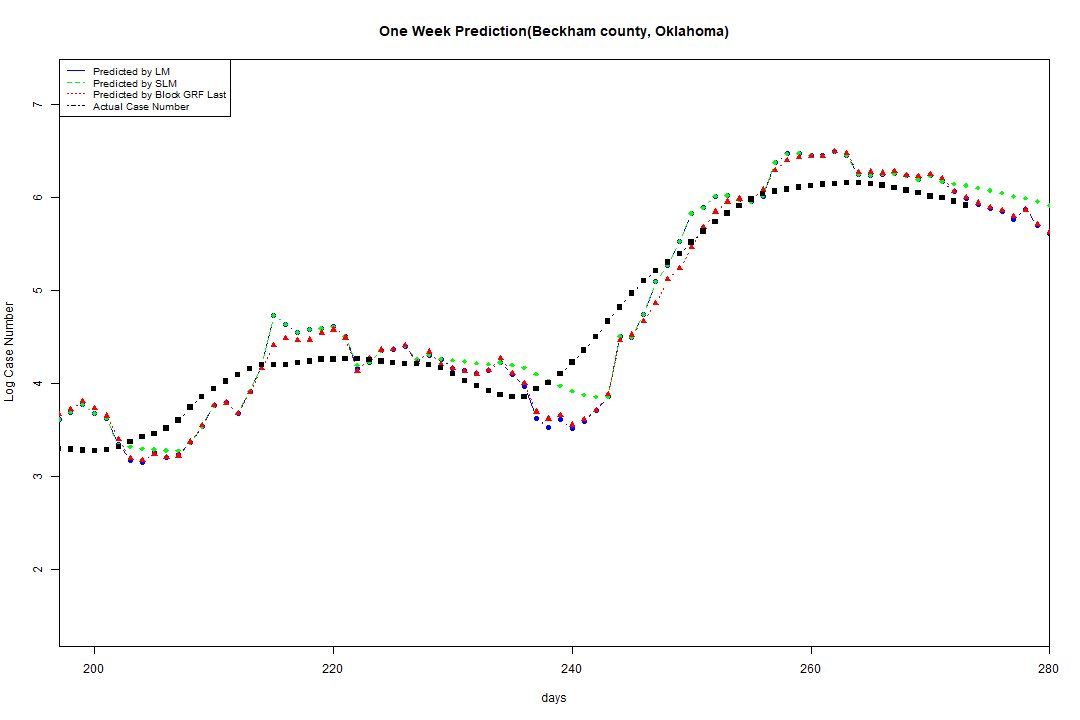 One Week Prediction(Beckham county, Oklahoma)
Predicted by LM
Predicted by SLM
Predicted by Block GRF Last
Actual Case Number
7
6
5
4
3
2
Log Case Number
200
220
240
260
280
days